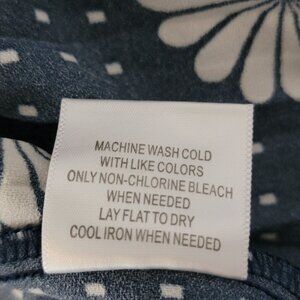 MACHINE WASH COLD
WITH LIKE COLORS
ONLY NON-CHLORINE BLEACH
WHEN NEEDED
LAY FLAT TO DRY
COOL IRON WHEN NEEDED